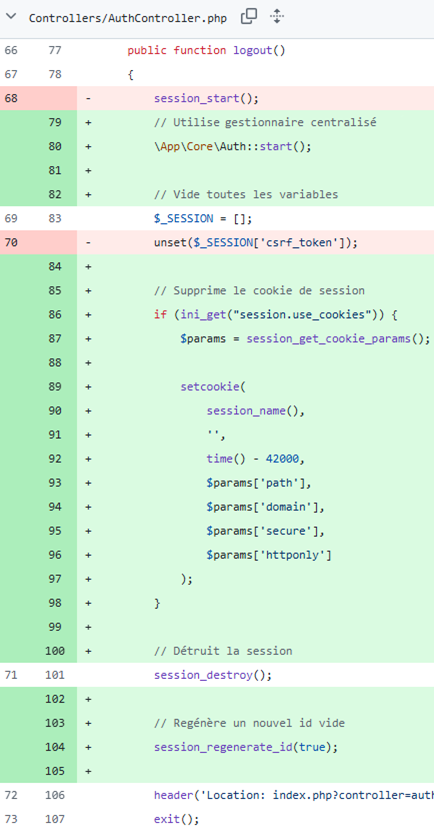 Controllers/AuthController.php
66 77 public function logout()
67 78 {
68 - session_start();
79 + // Utilise gestionnaire centralisé
80 + \App\Core\Auth::start();
81 +
82 + // Vide toutes les variables
69 83 $_SESSION = [];
70 - unset($_SESSION['csrf_token']);
84 +
85 + // Supprime le cookie de session
86 + if (ini_get("session.use_cookies")) {
87 + $params = session_get_cookie_params();
88 +
89 + setcookie(
90 + session_name(),
91 + '',
92 + time() - 42000,
93 + $params['path'],
94 + $params['domain'],
95 + $params['secure'],
96 + $params['httponly']
97 + );
98 + }
99 +
100 + // Détruit la session
71 101 session_destroy();
102 +
103 + // Regénère un nouvel id vide
104 + session_regenerate_id(true);
105 +
72 106 header('Location: index.php?controller=aut
73 107 exit();